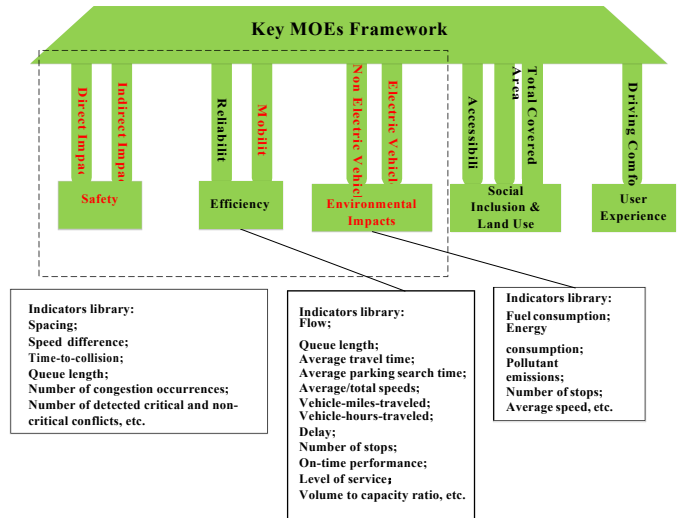 Key MOEs Framework
Direct Impac
Indirect Impac
Reliabilit
Mobilit
Non Electric Vehicl
Electric Vehicl
Accessibili
Area
Total Covered
Driving Comfo
Safety
Efficiency
Environmental
Impacts
Social
Inclusion &
Land Use
User
Experience
Indicators library:
Spacing;
Speed difference;
Time-to-collision;
Queue length;
Number of congestion occurrences;
Number of detected critical and non-
critical conflicts, etc.
Indicators library:
Flow;
Queue length;
Average travel time;
Average parking search time;
Average/total speeds;
Vehicle-miles-traveled;
Vehicle-hours-traveled;
Delay;
Number of stops;
On-time performance;
Level of service;
Volume to capacity ratio, etc.
Indicators library:
Fuel consumption;
Energy
consumption;
Pollutant
emissions;
Number of stops;
Average speed, etc.